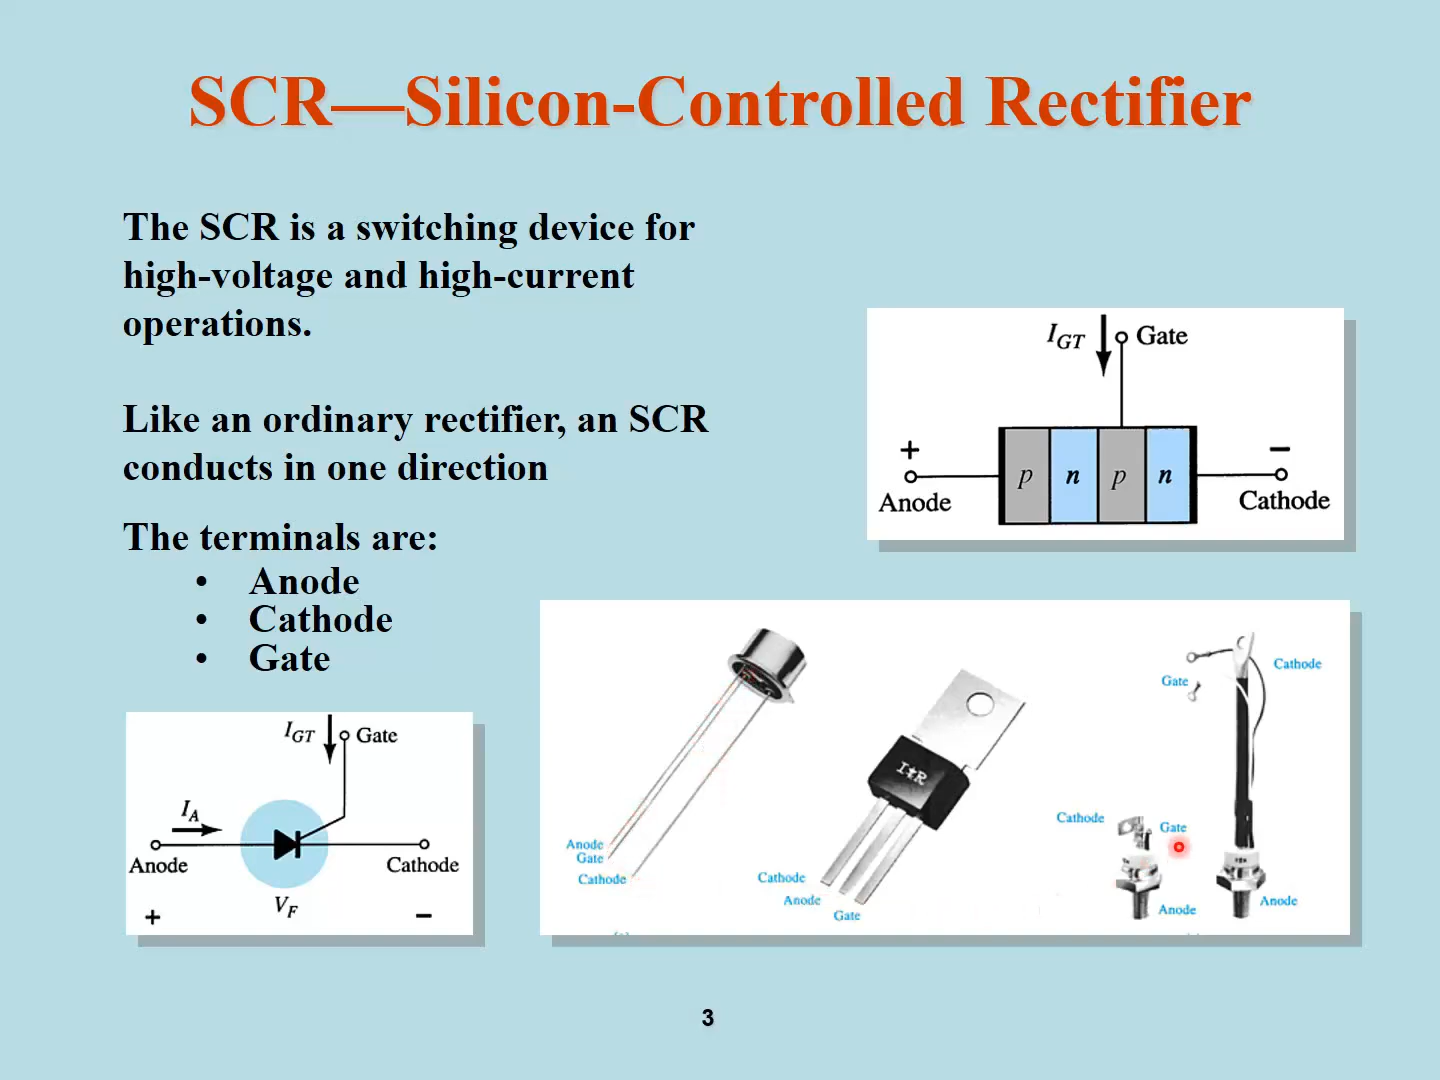 SCR—Silicon-Controlled Rectifier
The SCR is a switching device for
high-voltage and high-current
operations.
Like an ordinary rectifier, an SCR
conducts in one direction
The terminals are:
• Anode
• Cathode
• Gate
IGT Gate
IA
Anode
Cathode
VF
+
−
IGT Gate
+
−
p n p n
Anode
Cathode
Anode
Gate
Cathode
IR
Cathode
Anode
Gate
Cathode
Gate
Anode
Cathode
Gate
Anode
3